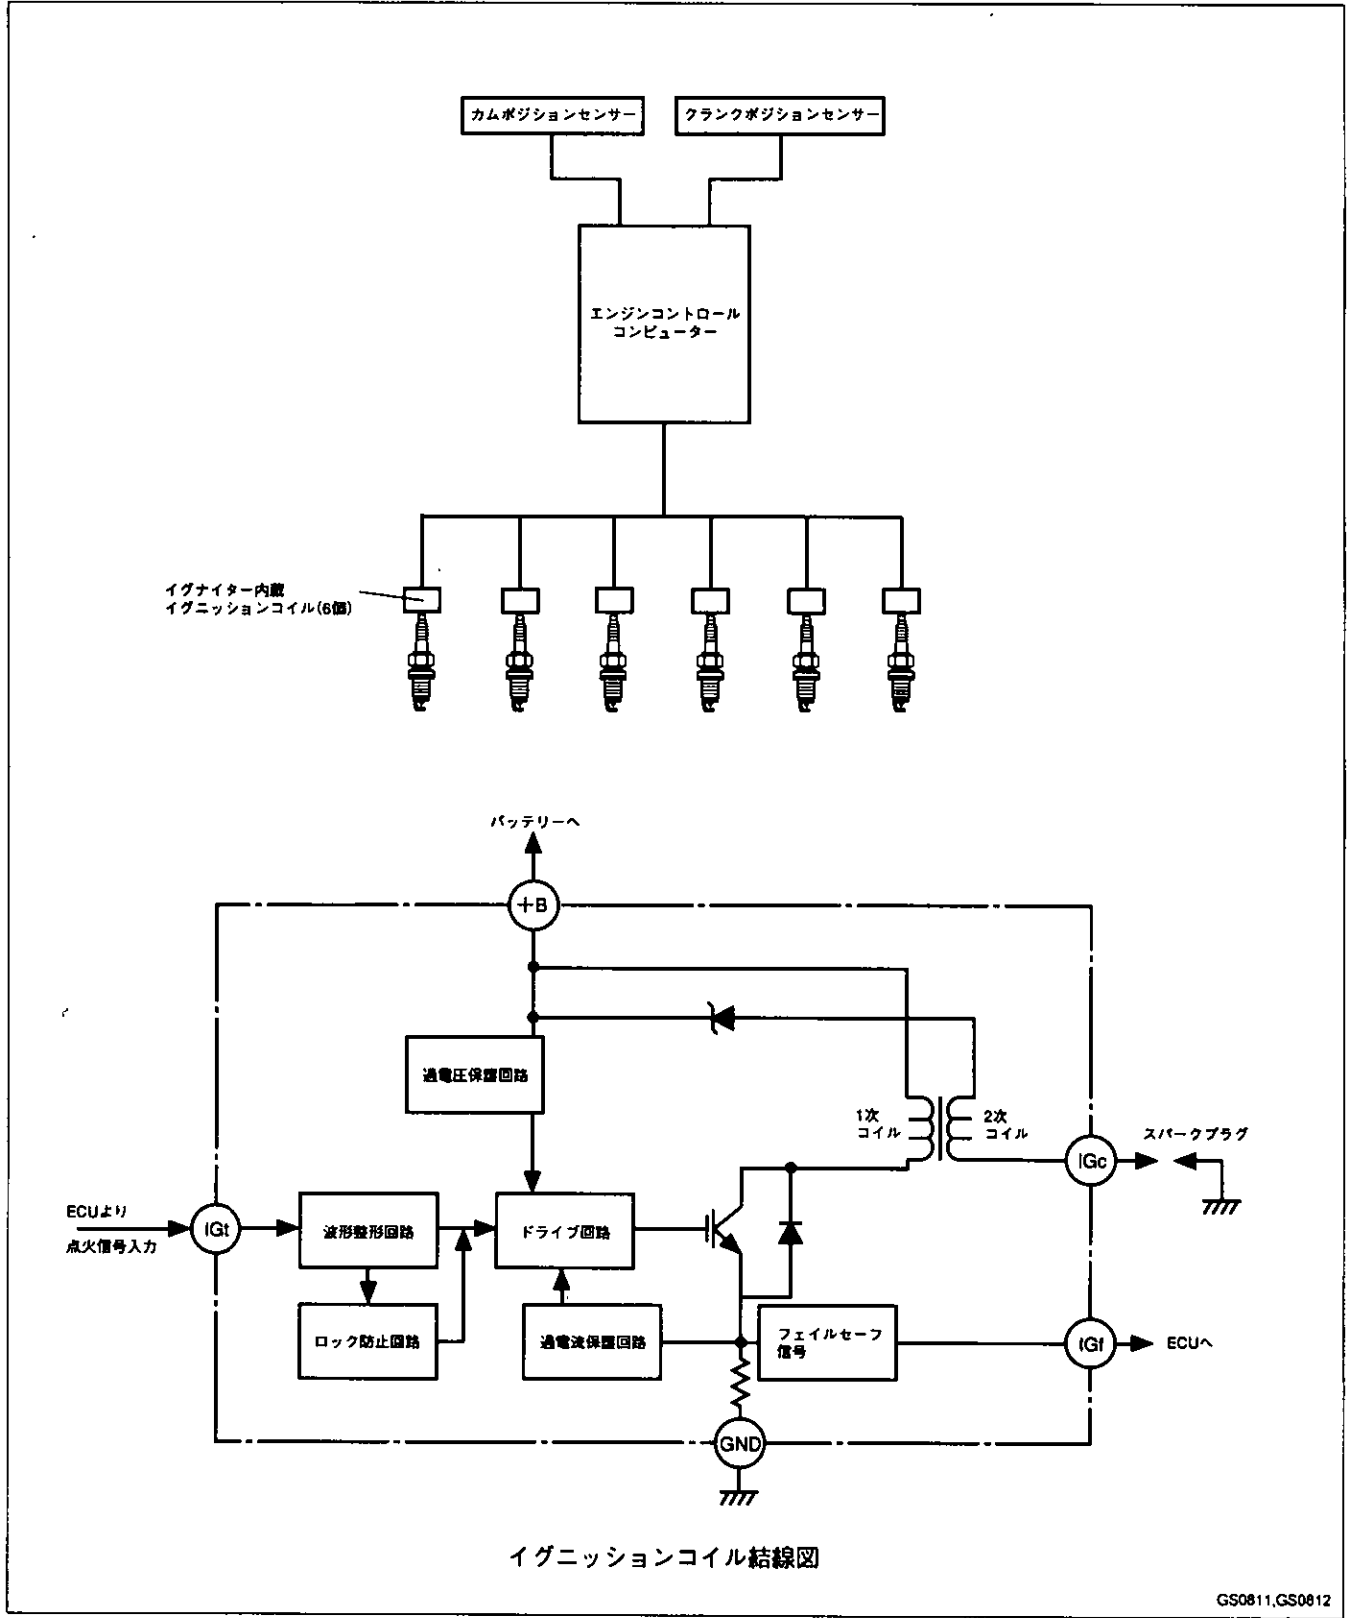 カムポジションセンサー
クランクポジションセンサー
エンジンコントロール
コンピューター
イグナイター内蔵
イグニッションコイル(6個)
バッテリーへ
+B
過電圧保護回路
1次
コイル
2次
コイル
IGc
スパークプラグ
ECUより
点火信号入力
IGt
波形整形回路
ドライブ回路
ロック防止回路
過電流保護回路
フェイルセーフ
信号
IGf
ECUへ
GND
イグニッションコイル結線図
GS0811,GS0812